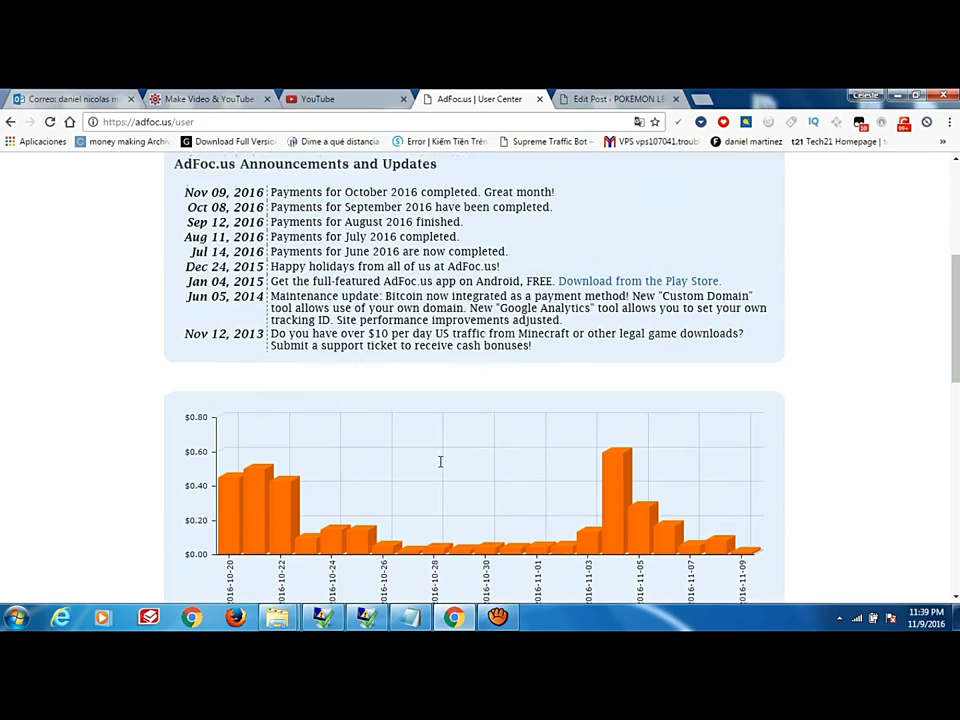 Correo: daniel nicolas m
Make Video & YouTube
YouTube
AdFoc.us | User Center
Edit Post ‹ POKEMON LE
Celeste
https://adfoc.us/user
Aplicaciones
money making Archiv
Download Full Versio
Dime a qué distancia
Error | Kiếm Tiền Trên
Supreme Traffic Bot –
VPS vps107041.troubl
daniel martinez
t21 Tech21 Homepage |
AdFoc.us Announcements and Updates
Nov 09, 2016 Payments for October 2016 completed. Great month!
Oct 08, 2016 Payments for September 2016 have been completed.
Sep 12, 2016 Payments for August 2016 finished.
Aug 11, 2016 Payments for July 2016 completed.
Jul 14, 2016 Payments for June 2016 are now completed.
Dec 24, 2015 Happy holidays from all of us at AdFoc.us!
Jan 04, 2015 Get the full-featured AdFoc.us app on Android, FREE. Download from the Play Store.
Jun 05, 2014 Maintenance update: Bitcoin now integrated as a payment method! New "Custom Domain"
tool allows use of your own domain. New "Google Analytics" tool allows you to set your own
tracking ID. Site performance improvements adjusted.
Nov 12, 2013 Do you have over $10 per day US traffic from Minecraft or other legal game downloads?
Submit a support ticket to receive cash bonuses!
$0.80
$0.60
$0.40
$0.20
$0.00
2016-10-20
2016-10-22
2016-10-24
2016-10-26
2016-10-28
2016-10-30
2016-11-01
2016-11-03
2016-11-05
2016-11-07
2016-11-09
11:39 PM
11/9/2016